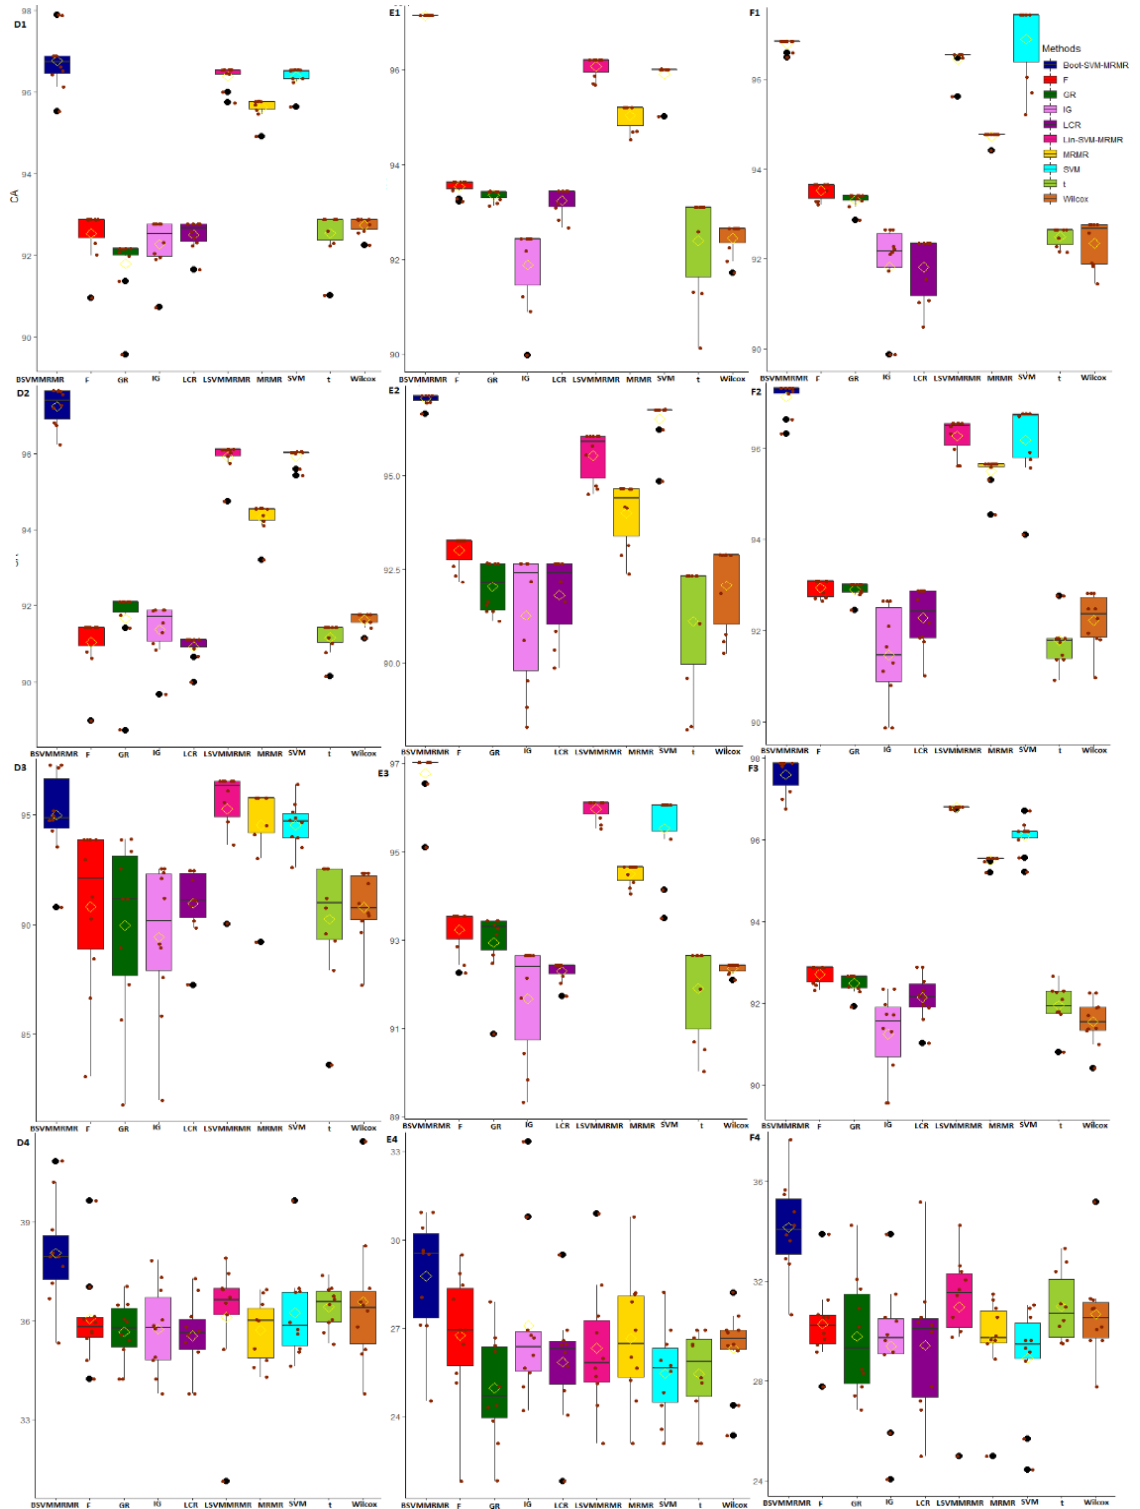 D1
98
96
94
92
90
CA
BSVMMRMR F GR IG LCR LSVMMRMR MRMR SVM t Wilcox
E1
96
94
92
90
BSVMMRMR F GR IG LCR LSVMMRMR MRMR SVM t Wilcox
F1
96
94
92
90
Methods
Boot-SVM-MRMR
F
GR
IG
LCR
Lin-SVM-MRMR
MRMR
SVM
t
Wilcox
BSVMMRMR F GR IG LCR LSVMMRMR MRMR SVM t Wilcox
D2
96
94
92
90
BSVMMRMR F GR IG LCR LSVMMRMR MRMR SVM t Wilcox
E2
95.0
92.5
90.0
BSVMMRMR F GR IG LCR LSVMMRMR MRMR SVM t Wilcox
F2
96
94
92
90
BSVMMRMR F GR IG LCR LSVMMRMR MRMR SVM t Wilcox
D3
95
90
85
BSVMMRMR F GR IG LCR LSVMMRMR MRMR SVM t Wilcox
E3
97
95
93
91
89
BSVMMRMR F GR IG LCR LSVMMRMR MRMR SVM t Wilcox
F3
98
96
94
92
90
BSVMMRMR F GR IG LCR LSVMMRMR MRMR SVM t Wilcox
D4
39
36
33
BSVMMRMR F GR IG LCR LSVMMRMR MRMR SVM t Wilcox
E4
33
30
27
24
BSVMMRMR F GR IG LCR LSVMMRMR MRMR SVM t Wilcox
F4
36
32
28
24
BSVMMRMR F GR IG LCR LSVMMRMR MRMR SVM t Wilcox